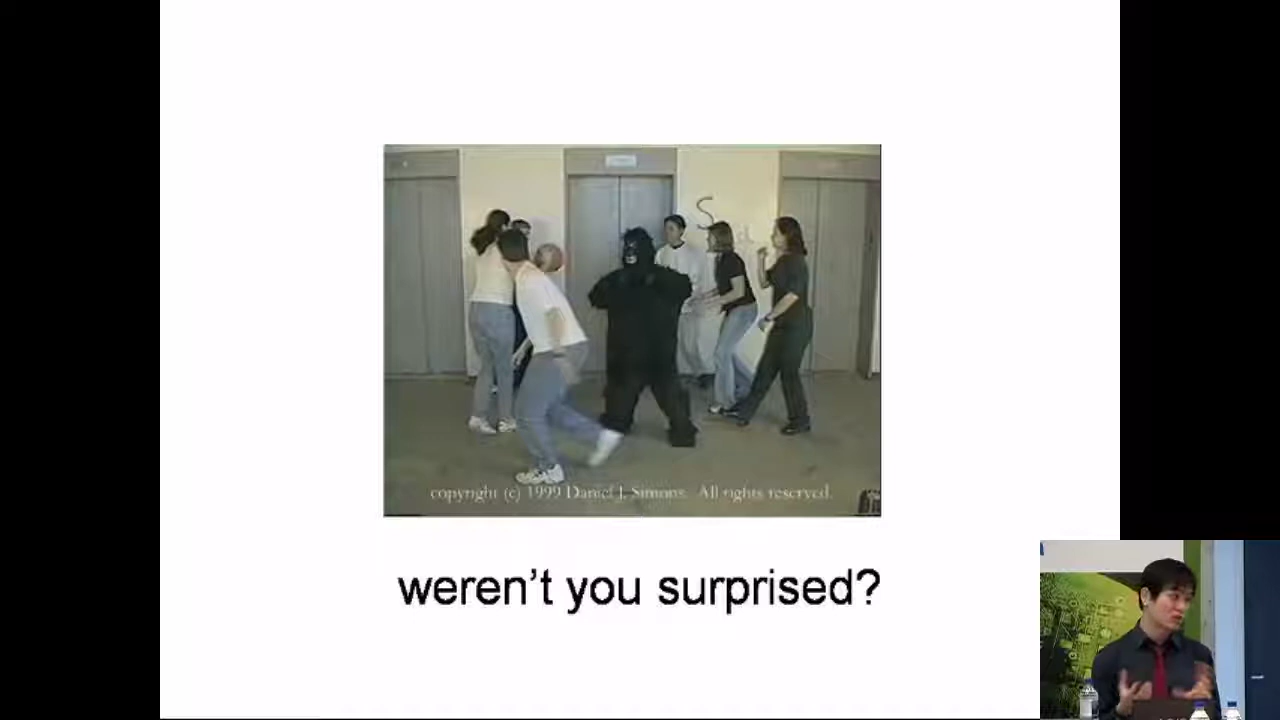 S
copyright (c) 1999 Daniel J. Simons. All rights reserved.
weren't you surprised?